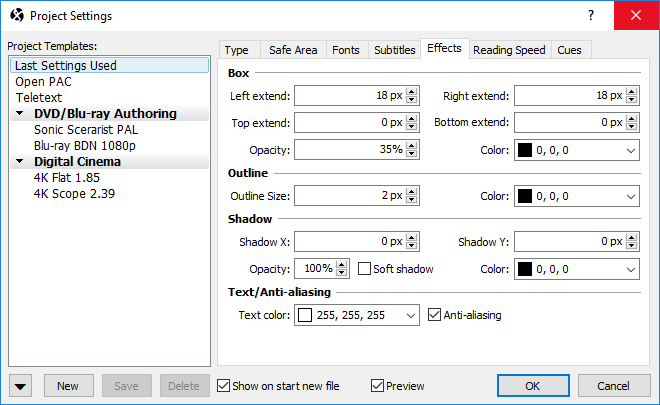 Project Settings
?
Project Templates:
Last Settings Used
Open PAC
Teletext
DVD/Blu-ray Authoring
Sonic Scerarist PAL
Blu-ray BDN 1080p
Digital Cinema
4K Flat 1.85
4K Scope 2.39
Type Safe Area Fonts Subtitles Effects Reading Speed Cues
Box
Left extend: 18 px Right extend: 18 px
Top extend: 0 px Bottom extend: 0 px
Opacity: 35% Color: 0, 0, 0
Outline
Outline Size: 2 px Color: 0, 0, 0
Shadow
Shadow X: 0 px Shadow Y: 0 px
Opacity: 100% Soft shadow Color: 0, 0, 0
Text/Anti-aliasing
Text color: 255, 255, 255 Anti-aliasing
New Save Delete Show on start new file Preview OK Cancel